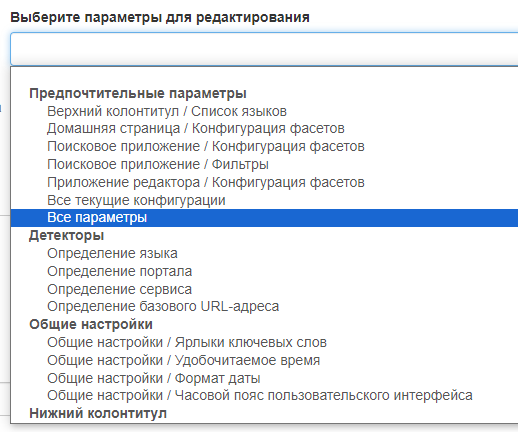 Выберите параметры для редактирования
Предпочтительные параметры
Верхний колонтитул / Список языков
Домашняя страница / Конфигурация фасетов
Поисковое приложение / Конфигурация фасетов
Поисковое приложение / Фильтры
Приложение редактора / Конфигурация фасетов
Все текущие конфигурации
Все параметры
Детекторы
Определение языка
Определение портала
Определение сервиса
Определение базового URL-адреса
Общие настройки
Общие настройки / Ярлыки ключевых слов
Общие настройки / Удобочитаемое время
Общие настройки / Формат даты
Общие настройки / Часовой пояс пользовательского интерфейса
Нижний колонтитул